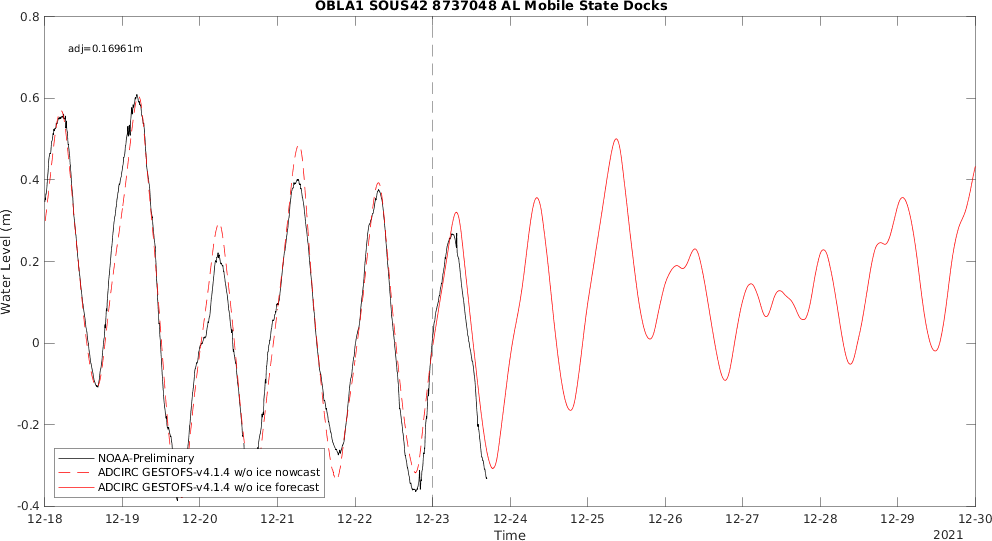 OBLA1 SOUS42 8737048 AL Mobile State Docks
adj=0.16961m
Water Level (m)
0.8
0.6
0.4
0.2
0
-0.2
-0.4
NOAA-Preliminary
ADCIRC GESTOFS-v4.1.4 w/o ice nowcast
ADCIRC GESTOFS-v4.1.4 w/o ice forecast
12-18 12-19 12-20 12-21 12-22 12-23 12-24 12-25 12-26 12-27 12-28 12-29 12-30
Time
2021